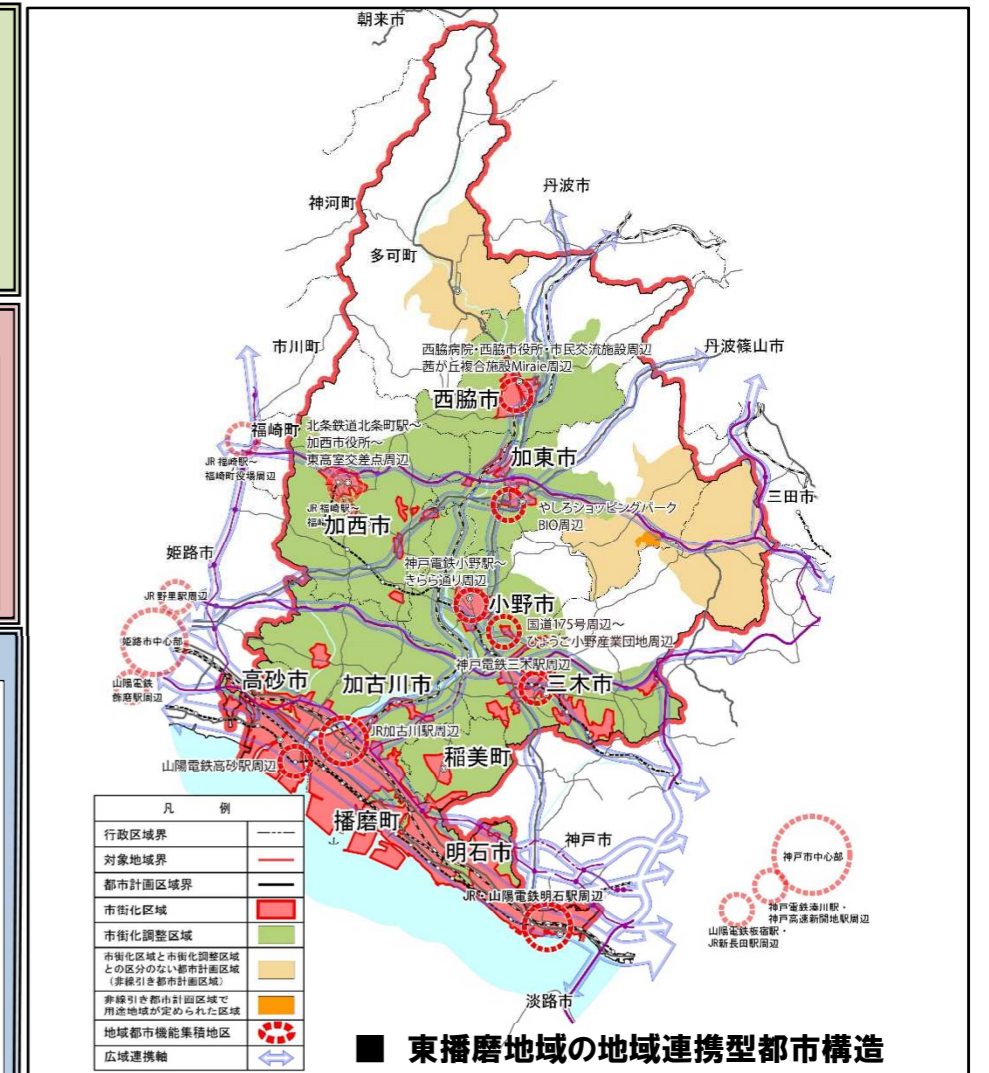 朝来市
丹波市
神河町
多可町
市川町
丹波篠山市
西脇病院・西脇市役所・市民交流施設周辺
茜が丘複合施設Miraie周辺
西脇市
福崎町
北条鉄道北条町駅~
加西市役所~
東高室交差点周辺
加東市
JR 福崎駅~
福崎町役場周辺
三田市
JR 福崎駅~
加西市
やしろショッピングパーク
BIO周辺
姫路市
神戸電鉄小野駅~
きらら通り周辺
JR 野里駅周辺
小野市
国道175号周辺~
ひょうご小野産業団地周辺
姫路市中心部
神戸電鉄三木駅周辺
山陽電鉄
飾磨駅周辺
高砂市
加古川市
三木市
JR加古川駅周辺
稲美町
山陽電鉄高砂駅周辺
播磨町
明石市
神戸市
神戸市中心部
JR・山陽電鉄明石駅周辺
神戸電鉄湊川駅・
神戸高速新開地駅周辺
山陽電鉄板宿駅・
JR新長田駅周辺
淡路市
凡 例
行政区域界
対象地域界
都市計画区域界
市街化区域
市街化調整区域
市街化区域と市街化調整区域
との区分のない都市計画区域
(非線引き都市計画区域)
非線引き都市計画区域で
用途地域が定められた区域
地域都市機能集積地区
広域連携軸
■ 東播磨地域の地域連携型都市構造